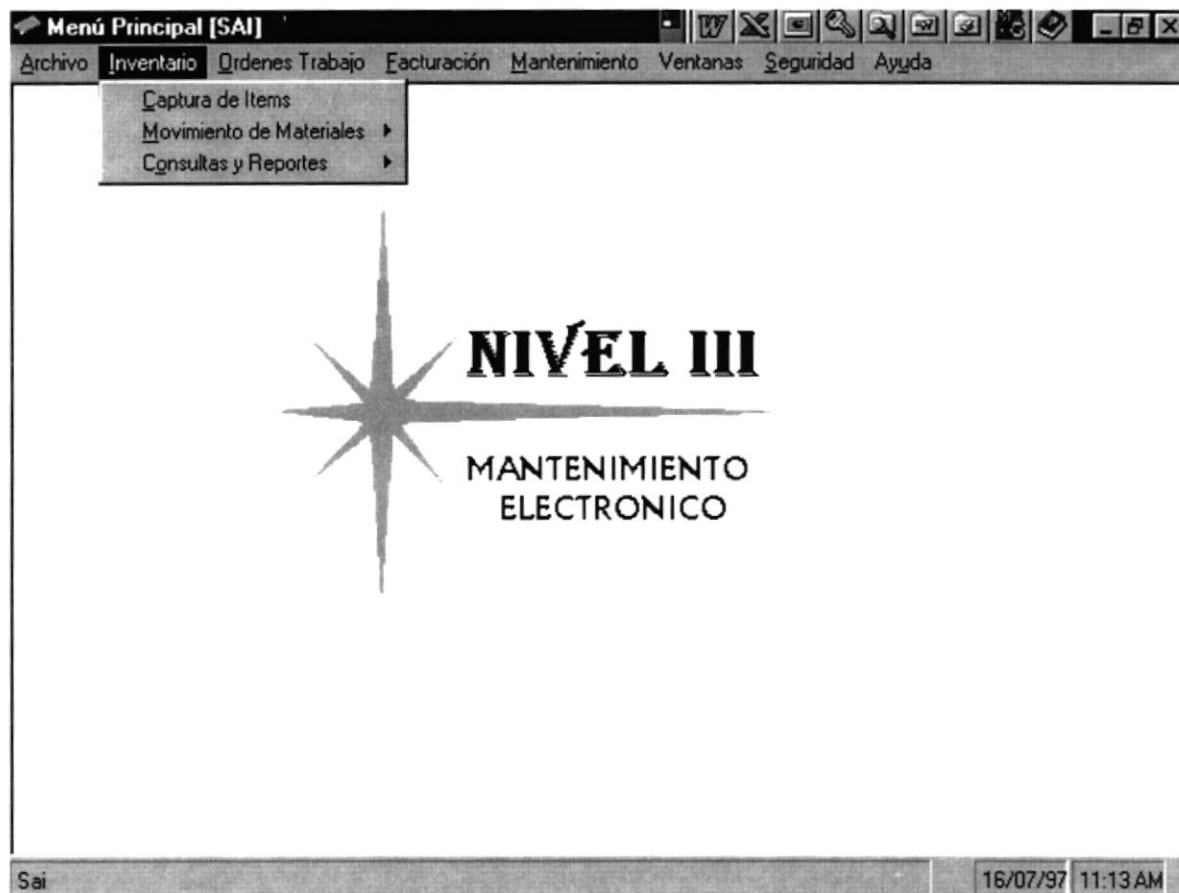 Menú Principal [SAI]
Archivo Inventario Ordenes Trabajo Facturación Mantenimiento Ventanas Seguridad Ayuda
Captura de Items
Movimiento de Materiales
Consultas y Reportes
NIVEL III
MANTENIMIENTO
ELECTRONICO
Sai 16/07/97 11:13 AM